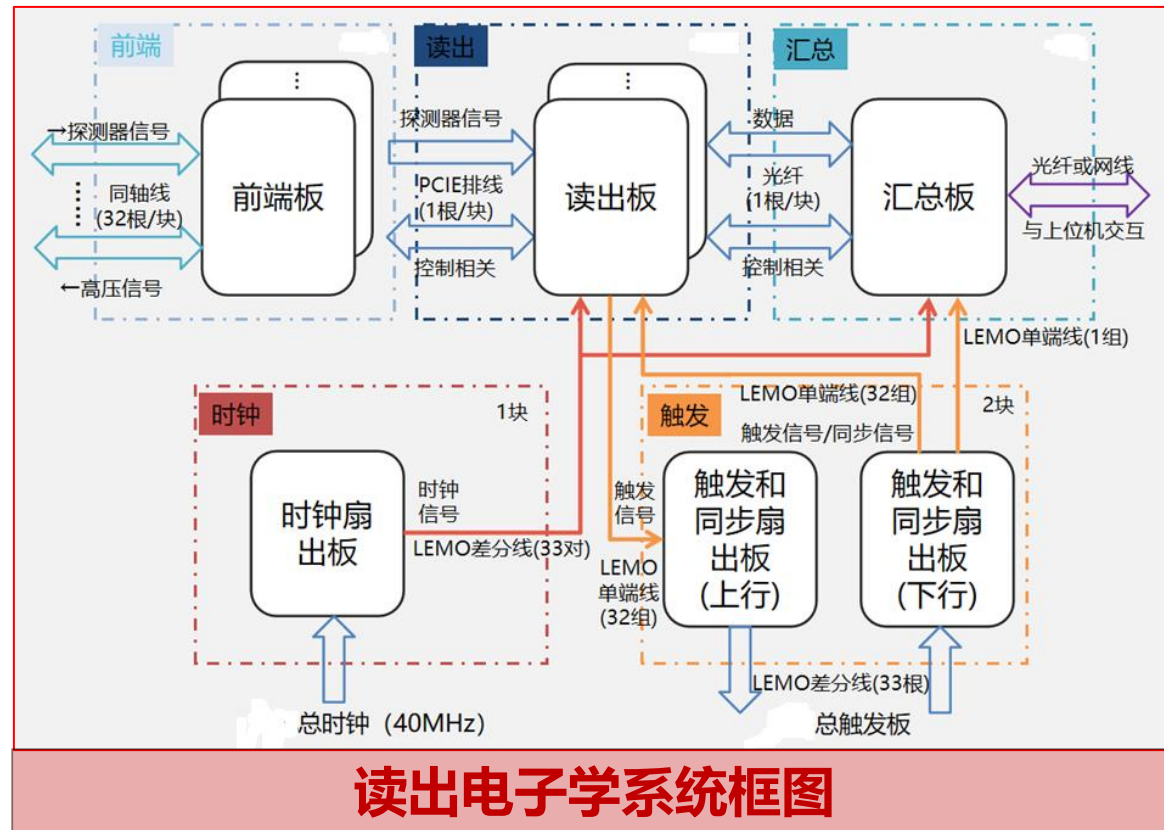 前端
读出
汇总
→探测器信号
同轴线
(32根/块)
←高压信号
⋮
前端板
探测器信号
PCIE排线
(1根/块)
控制相关
⋮
读出板
数据
光纤
(1根/块)
控制相关
汇总板
光纤或网线
与上位机交互
LEMO单端线(1组)
时钟
1块
时钟扇
出板
时钟
信号
LEMO差分线(33对)
总时钟（40MHz）
触发
2块
LEMO单端线(32组)
触发信号/同步信号
触发
信号
LEMO
单端线
(32组)
触发和
同步扇
出板
(上行)
触发和
同步扇
出板
(下行)
LEMO差分线(33根)
总触发板
读出电子学系统框图